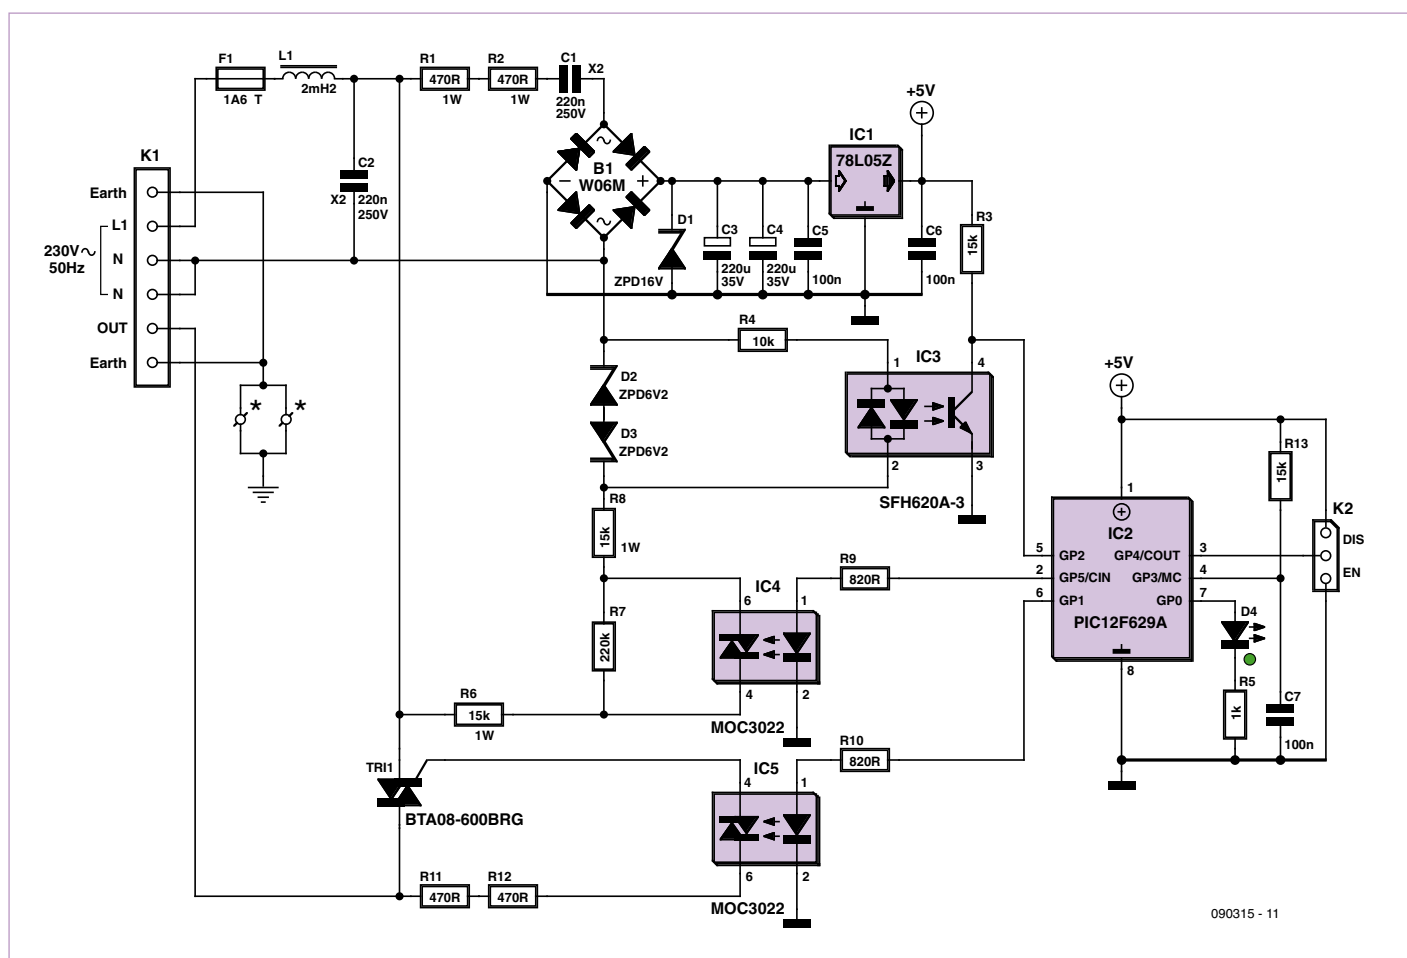 F1
1A6 T
L1
2mH2
R1
470R
1W
R2
470R
1W
C1
X2
220n
250V
+5V
IC1
78L05Z
K1
Earth
L1
N
N
OUT
Earth
230V~
50Hz
C2
X2
220n
250V
~
B1
W06M
– +
~
D1
ZPD16V
C3
220u
35V
C4
220u
35V
C5
100n
C6
100n
R3
15k
* *
R4
10k
D2
ZPD6V2
D3
ZPD6V2
IC3
1
4
2
3
SFH620A-3
R8
15k
1W
R7
220k
R6
15k
1W
IC4
6
1
4
2
MOC3022
R9
820R
R10
820R
TRI1
BTA08-600BRG
IC5
4
1
6
2
MOC3022
R11
470R
R12
470R
+5V
1
IC2
5 GP2
2 GP5/CIN
6 GP1
GP4/COUT 3
GP3/MC 4
GP0 7
PIC12F629A
8
R13
15k
K2
DIS
EN
D4
R5
1k
C7
100n
090315 - 11